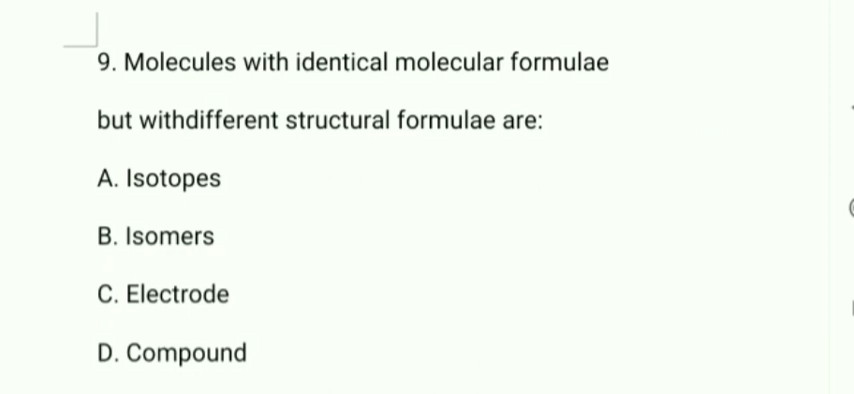 9. Molecules with identical molecular formulae
but withdifferent structural formulae are:
A. Isotopes
B. Isomers
C. Electrode
D. Compound